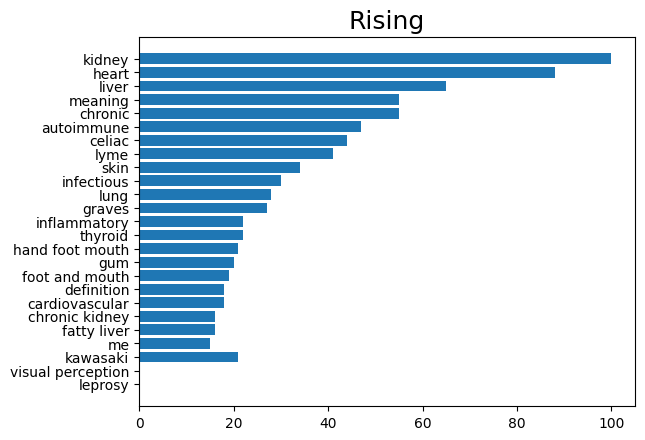 Rising
kidney
heart
liver
meaning
chronic
autoimmune
celiac
lyme
skin
infectious
lung
graves
inflammatory
thyroid
hand foot mouth
gum
foot and mouth
definition
cardiovascular
chronic kidney
fatty liver
me
kawasaki
visual perception
leprosy
0 20 40 60 80 100